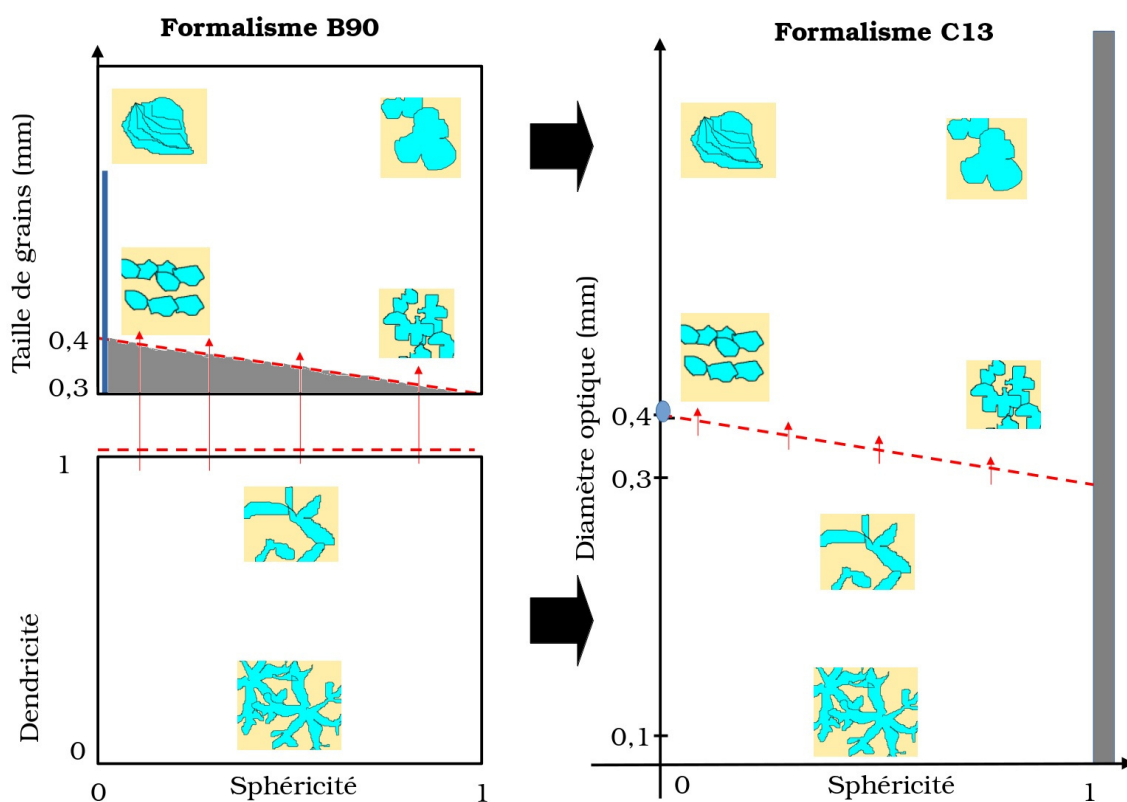 Formalisme B90
Taille de grains (mm)
0,4
0,3
1
Dendricité
0
0
Sphéricité
1
Formalisme C13
Diamètre optique (mm)
0,4
0,3
0,1
0
Sphéricité
1